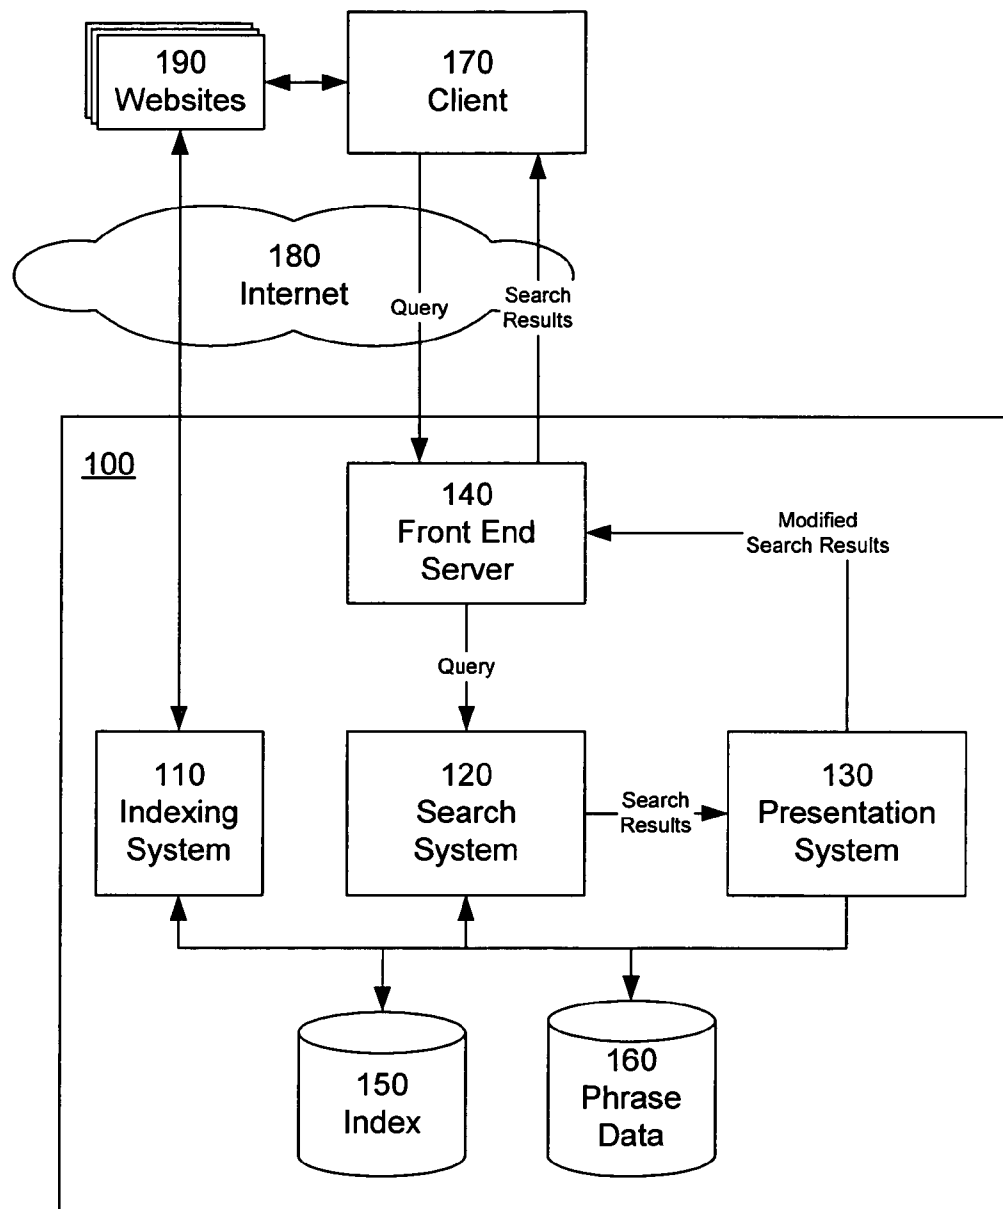 190
Websites
170
Client
180
Internet
Query
Search
Results
100
140
Front End
Server
Modified
Search Results
Query
110
Indexing
System
120
Search
System
Search
Results
130
Presentation
System
150
Index
160
Phrase
Data